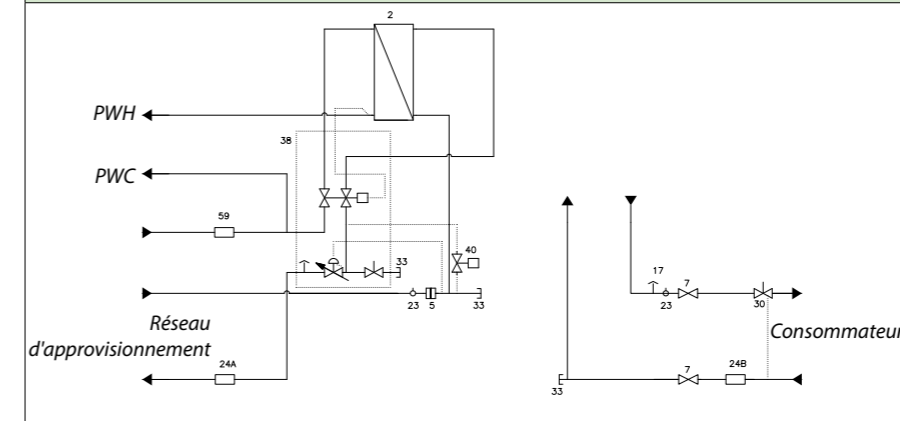 2
PWH
38
PWC
59
40
33
17
7
23 5 33
23
30
Réseau
d'approvisionnement
Consommateur
24A
7
24B
33